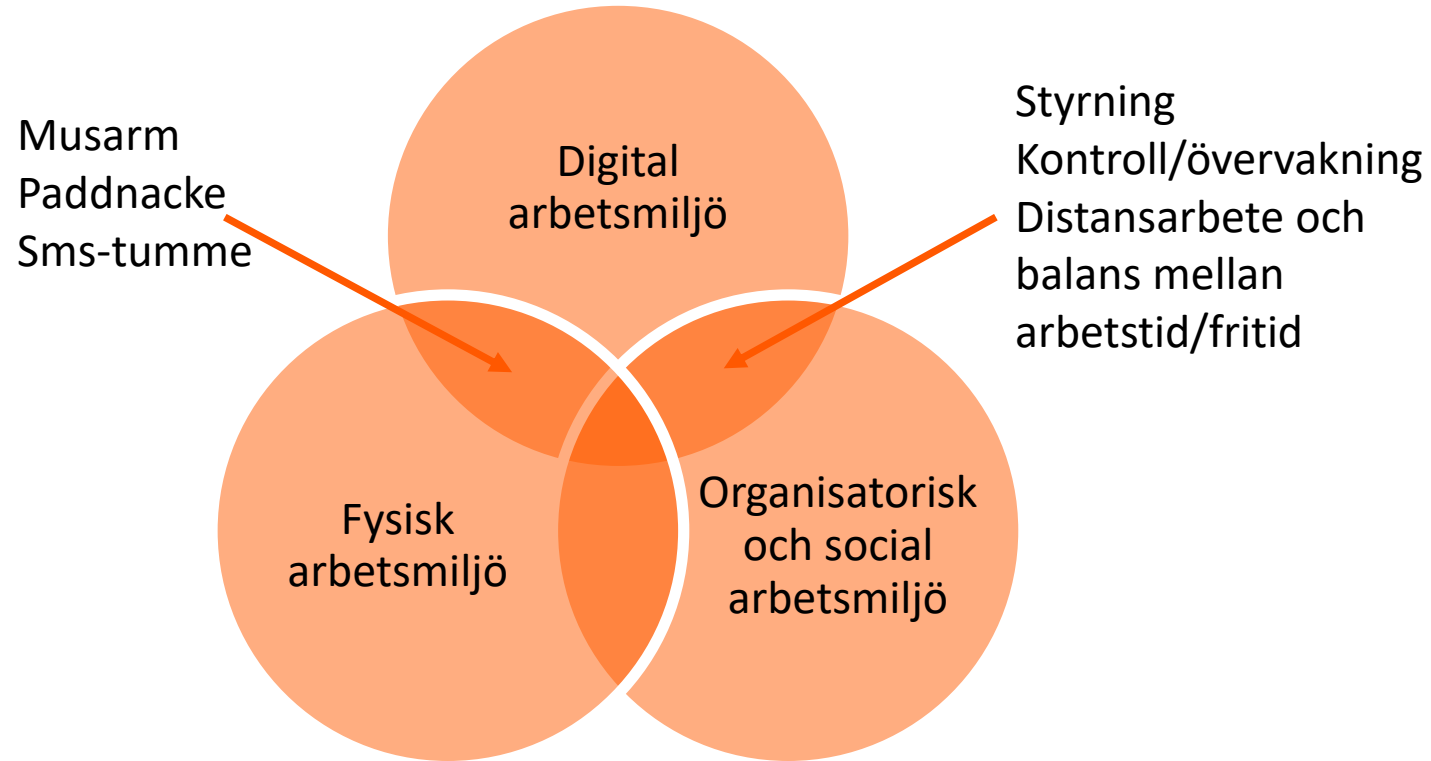 Musarm
Paddnacke
Sms-tumme
Digital
arbetsmiljö
Styrning
Kontroll/övervakning
Distansarbete och
balans mellan
arbetstid/fritid
Fysisk
arbetsmiljö
Organisatorisk
och social
arbetsmiljö